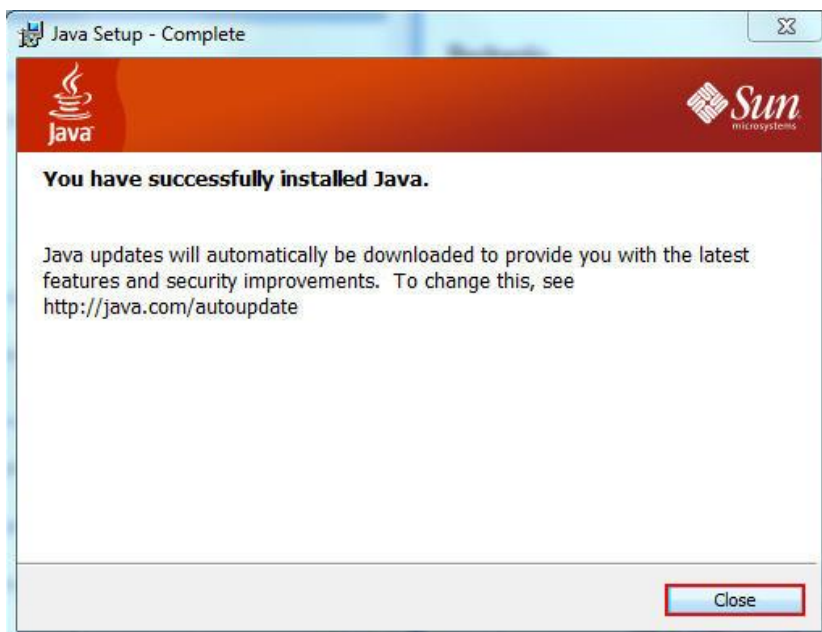 Java Setup - Complete
Java
Sun
microsystems
You have successfully installed Java.
Java updates will automatically be downloaded to provide you with the latest
features and security improvements.  To change this, see
http://java.com/autoupdate
Close